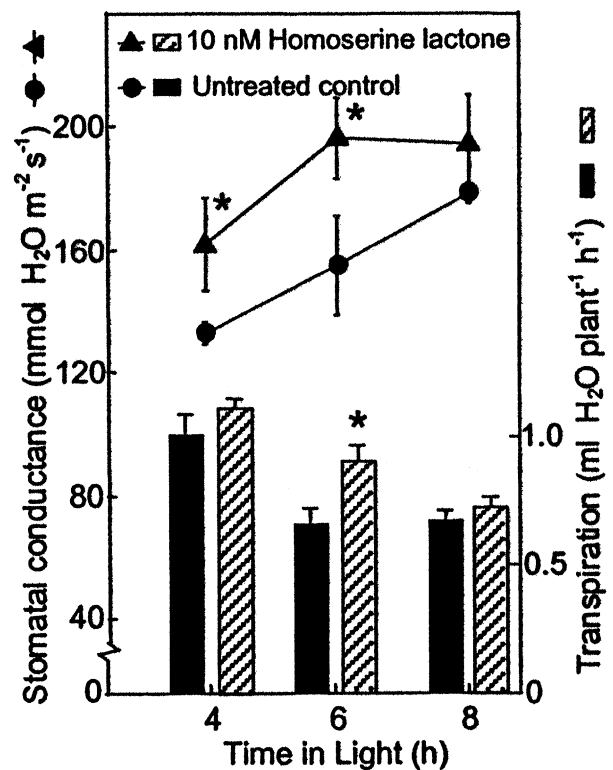 10 nM Homoserine lactone
Untreated control
Stomatal conductance (mmol H₂O m⁻² s⁻¹)
200
160
120
80
40
0
*
*
*
1.0
0.5
0
Transpiration (ml H₂O plant⁻¹ h⁻¹)
4 6 8
Time in Light (h)